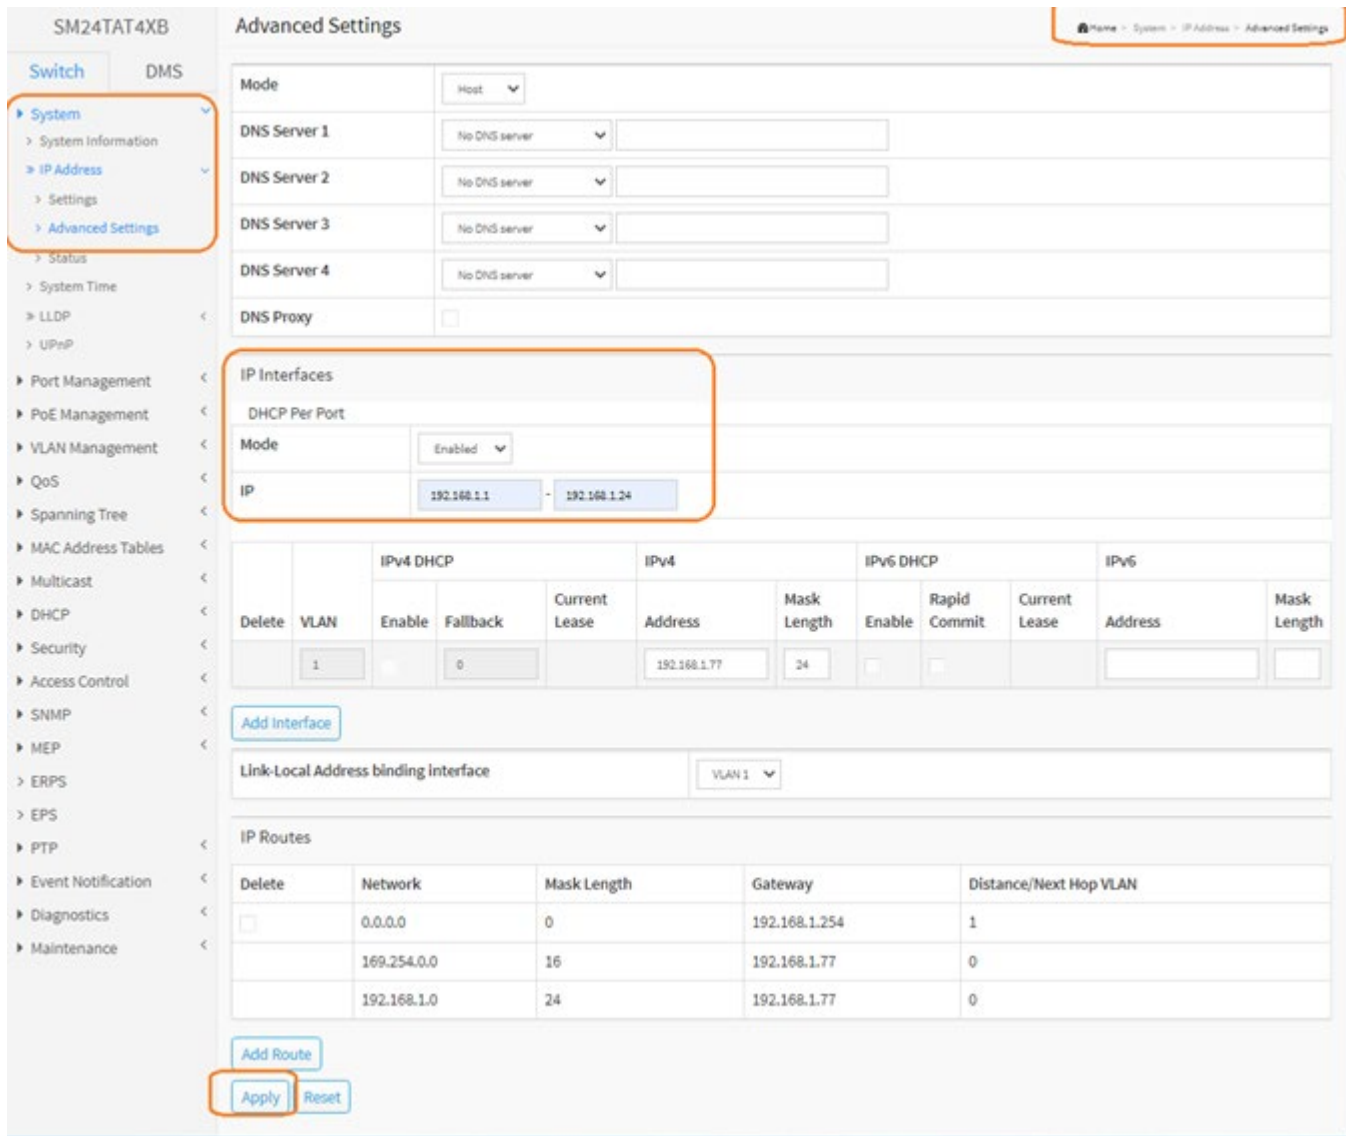 SM24TAT4XB
Switch DMS
System
System Information
IP Address
Settings
Advanced Settings
Status
System Time
LLDP
UPnP
Port Management
PoE Management
VLAN Management
QoS
Spanning Tree
MAC Address Tables
Multicast
DHCP
Security
Access Control
SNMP
MEP
ERPS
EPS
PTP
Event Notification
Diagnostics
Maintenance
Advanced Settings
Home > System > IP Address > Advanced Settings
Mode Host
DNS Server 1 No DNS server
DNS Server 2 No DNS server
DNS Server 3 No DNS server
DNS Server 4 No DNS server
DNS Proxy
IP Interfaces
DHCP Per Port
Mode Enabled
IP 192.168.1.1 - 192.168.1.24
IPv4 DHCP IPv4 IPv6 DHCP IPv6
Delete VLAN Enable Fallback Current Lease Address Mask Length Enable Rapid Commit Current Lease Address Mask Length
1 0 192.168.1.77 24
Add Interface
Link-Local Address binding interface VLAN 1
IP Routes
Delete Network Mask Length Gateway Distance/Next Hop VLAN
0.0.0.0 0 192.168.1.254 1
169.254.0.0 16 192.168.1.77 0
192.168.1.0 24 192.168.1.77 0
Add Route
Apply Reset